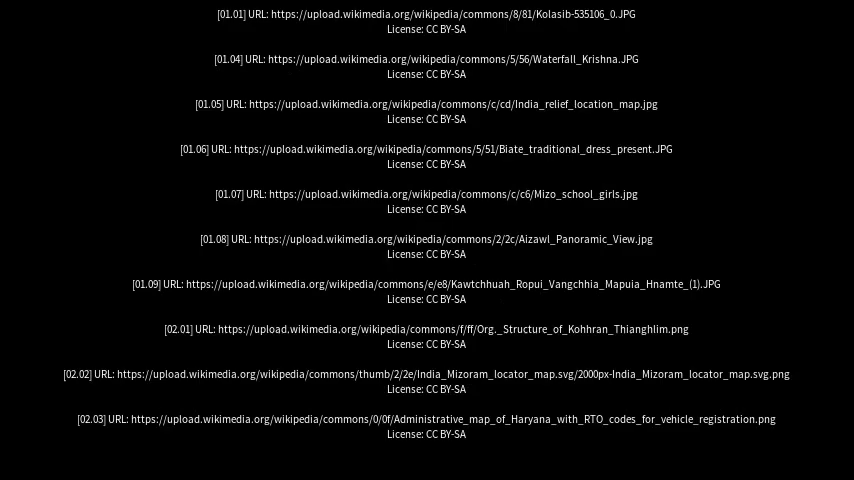 [01.01] URL: https://upload.wikimedia.org/wikipedia/commons/8/81/Kolasib-535106_0.JPG
License: CC BY-SA
[01.04] URL: https://upload.wikimedia.org/wikipedia/commons/5/56/Waterfall_Krishna.JPG
License: CC BY-SA
[01.05] URL: https://upload.wikimedia.org/wikipedia/commons/c/cd/India_relief_location_map.jpg
License: CC BY-SA
[01.06] URL: https://upload.wikimedia.org/wikipedia/commons/5/51/Biate_traditional_dress_present.JPG
License: CC BY-SA
[01.07] URL: https://upload.wikimedia.org/wikipedia/commons/c/c6/Mizo_school_girls.jpg
License: CC BY-SA
[01.08] URL: https://upload.wikimedia.org/wikipedia/commons/2/2c/Aizawl_Panoramic_View.jpg
License: CC BY-SA
[01.09] URL: https://upload.wikimedia.org/wikipedia/commons/e/e8/Kawtchhuah_Ropui_Vangchhia_Mapuia_Hnamte_(1).JPG
License: CC BY-SA
[02.01] URL: https://upload.wikimedia.org/wikipedia/commons/f/ff/Org._Structure_of_Kohhran_Thianghlim.png
License: CC BY-SA
[02.02] URL: https://upload.wikimedia.org/wikipedia/commons/thumb/2/2e/India_Mizoram_locator_map.svg/2000px-India_Mizoram_locator_map.svg.png
License: CC BY-SA
[02.03] URL: https://upload.wikimedia.org/wikipedia/commons/0/0f/Administrative_map_of_Haryana_with_RTO_codes_for_vehicle_registration.png
License: CC BY-SA